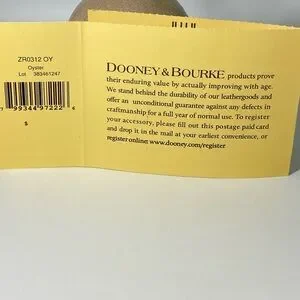 ZR0312 OY
Oyster
Lot 383461247
7 99344 97222 6
$
DOONEY & BOURKE products prove
their enduring value by actually improving with age.
We stand behind the durability of our leathergoods and
offer an unconditional guarantee against any defects in
craftmanship for a full year of normal use. To register
your accessory, please fill out this postage paid card
and drop it in the mail at your earliest convenience, or
register online: www.dooney.com/register